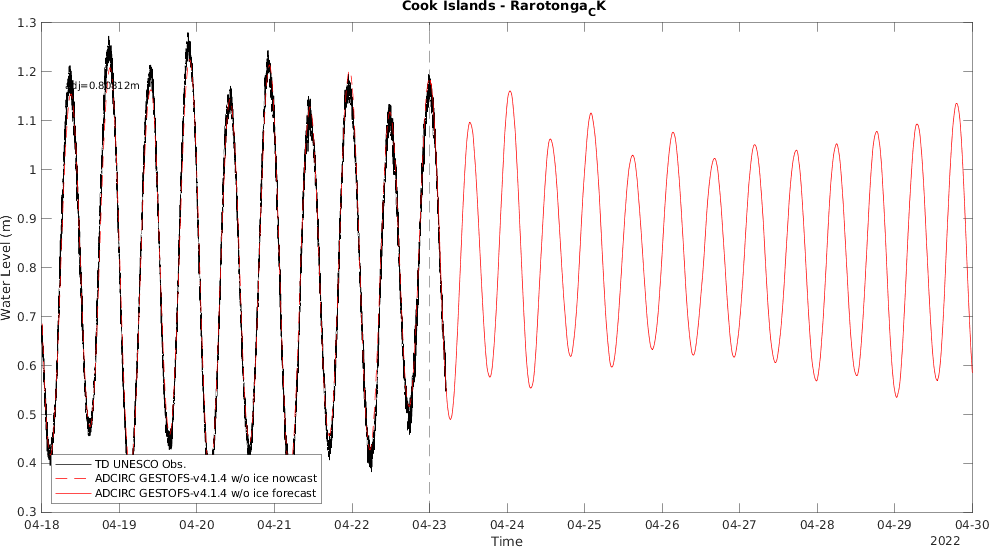 Cook Islands - Rarotonga_CK
1.3
1.2
1.1
1
0.9
0.8
0.7
0.6
0.5
0.4
0.3
Water Level (m)
adj=0.80812m
TD UNESCO Obs.
ADCIRC GESTOFS-v4.1.4 w/o ice nowcast
ADCIRC GESTOFS-v4.1.4 w/o ice forecast
04-18 04-19 04-20 04-21 04-22 04-23 04-24 04-25 04-26 04-27 04-28 04-29 04-30
Time
2022